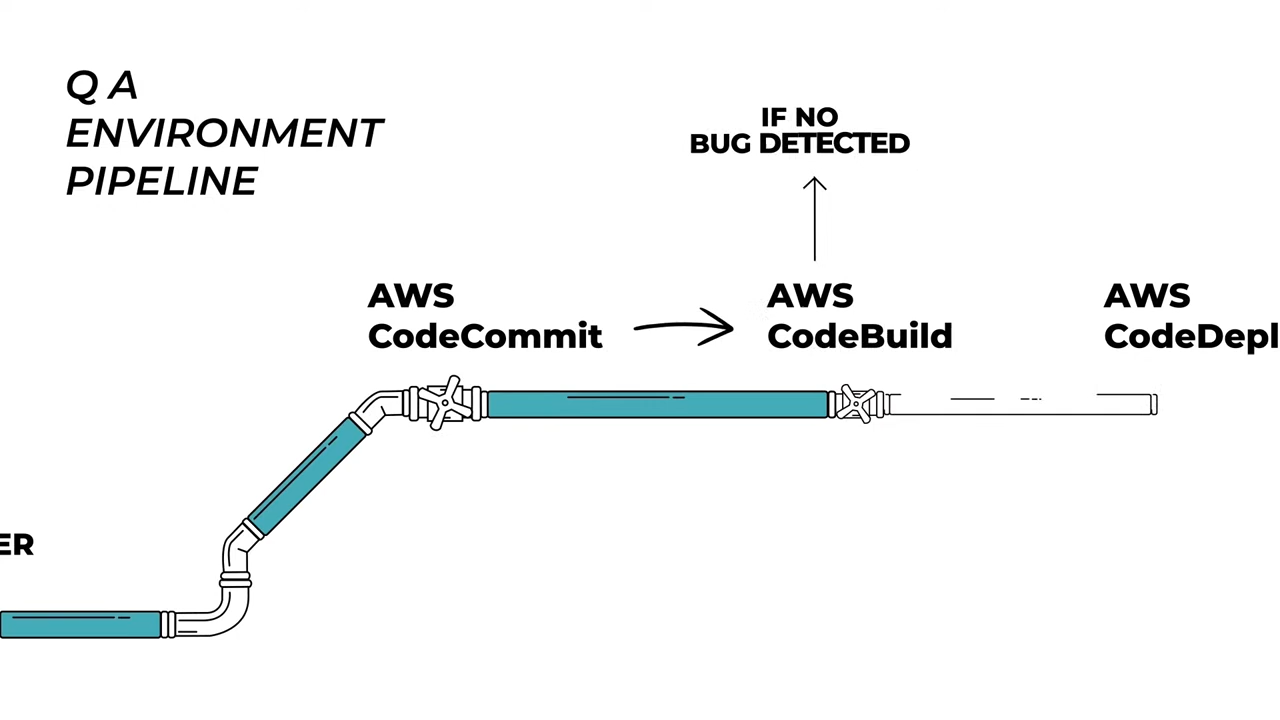 Q A
ENVIRONMENT
PIPELINE
IF NO
BUG DETECTED
AWS
CodeCommit
AWS
CodeBuild
AWS
CodeDepl
ER